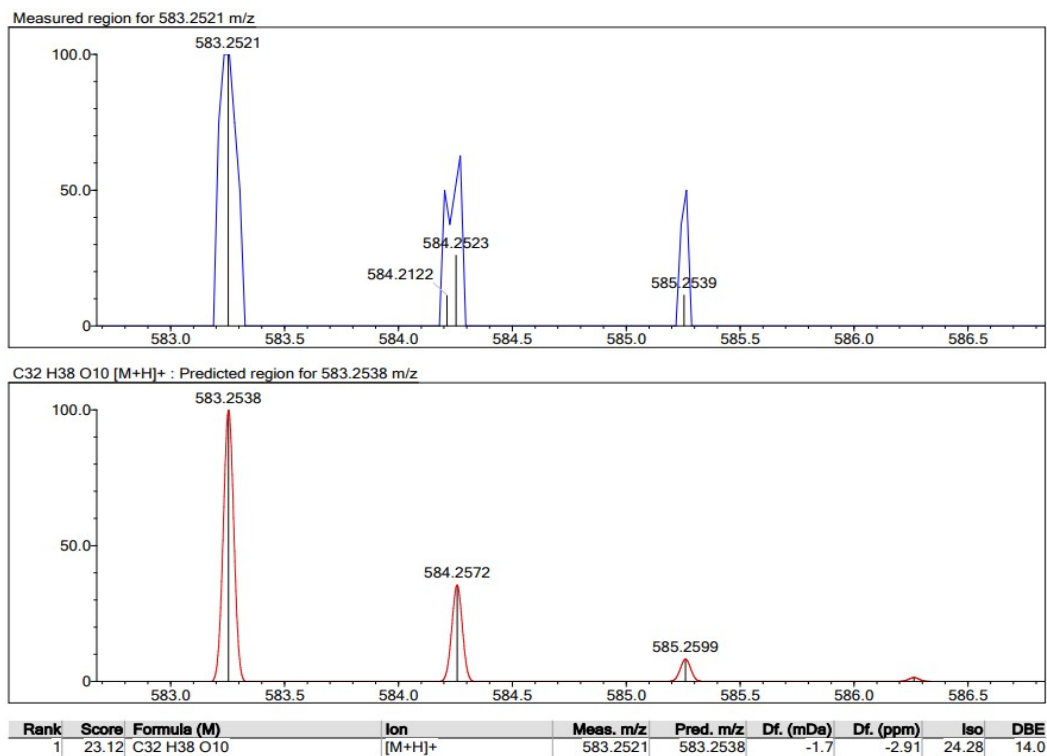 Measured region for 583.2521 m/z
583.2521
100.0
50.0
584.2523
584.2122
585.2539
0
583.0 583.5 584.0 584.5 585.0 585.5 586.0 586.5
C32 H38 O10 [M+H]+ : Predicted region for 583.2538 m/z
583.2538
100.0
50.0
584.2572
585.2599
0
583.0 583.5 584.0 584.5 585.0 585.5 586.0 586.5
Rank Score Formula (M) Ion Meas. m/z Pred. m/z Df. (mDa) Df. (ppm) Iso DBE
1 23.12 C32 H38 O10 [M+H]+ 583.2521 583.2538 -1.7 -2.91 24.28 14.0